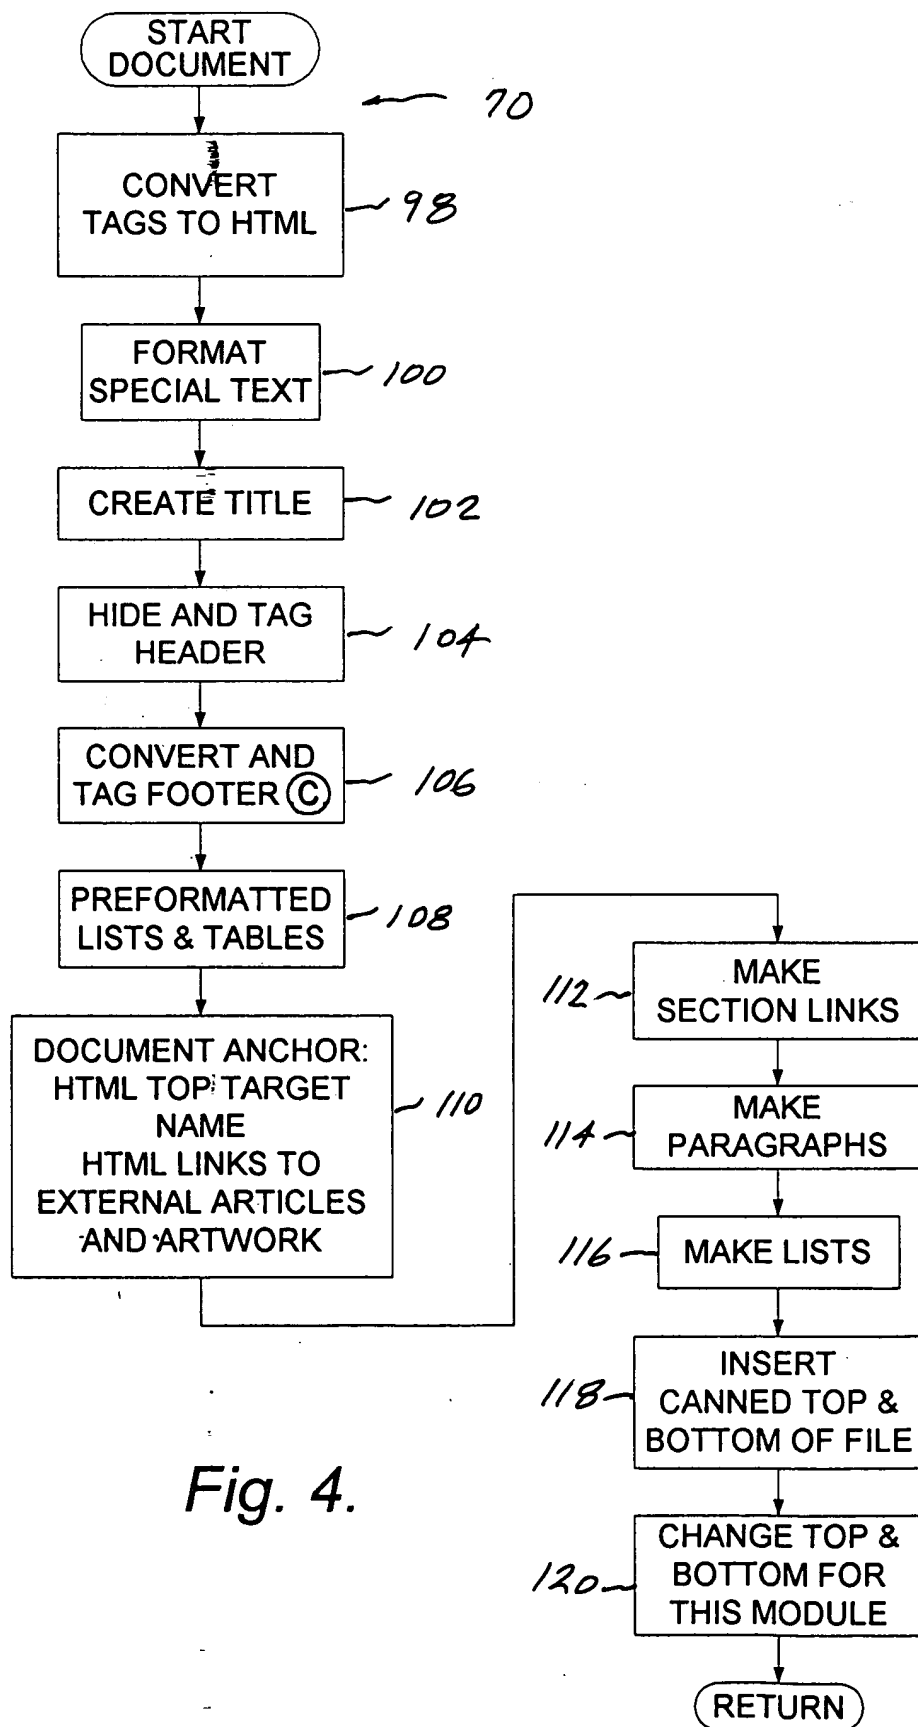 START
DOCUMENT
70
CONVERT
TAGS TO HTML
98
FORMAT
SPECIAL TEXT
100
CREATE TITLE
102
HIDE AND TAG
HEADER
104
CONVERT AND
TAG FOOTER Ⓒ
106
PREFORMATTED
LISTS & TABLES
108
DOCUMENT ANCHOR:
HTML TOP TARGET
NAME
HTML LINKS TO
EXTERNAL ARTICLES
AND ARTWORK
110
112
MAKE
SECTION LINKS
114
MAKE
PARAGRAPHS
116
MAKE LISTS
118
INSERT
CANNED TOP &
BOTTOM OF FILE
120
CHANGE TOP &
BOTTOM FOR
THIS MODULE
RETURN
Fig. 4.